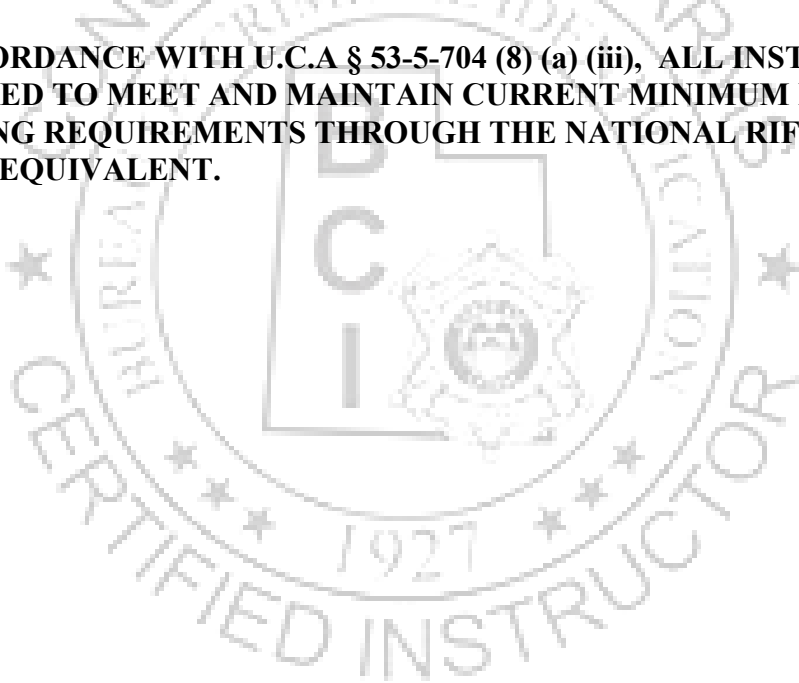 ORDANCE WITH U.C.A § 53-5-704 (8) (a) (iii), ALL INST
ED TO MEET AND MAINTAIN CURRENT MINIMUM
NG REQUIREMENTS THROUGH THE NATIONAL RIF
EQUIVALENT.
B
C
I
1927
CERTIFIED INSTRUCTOR